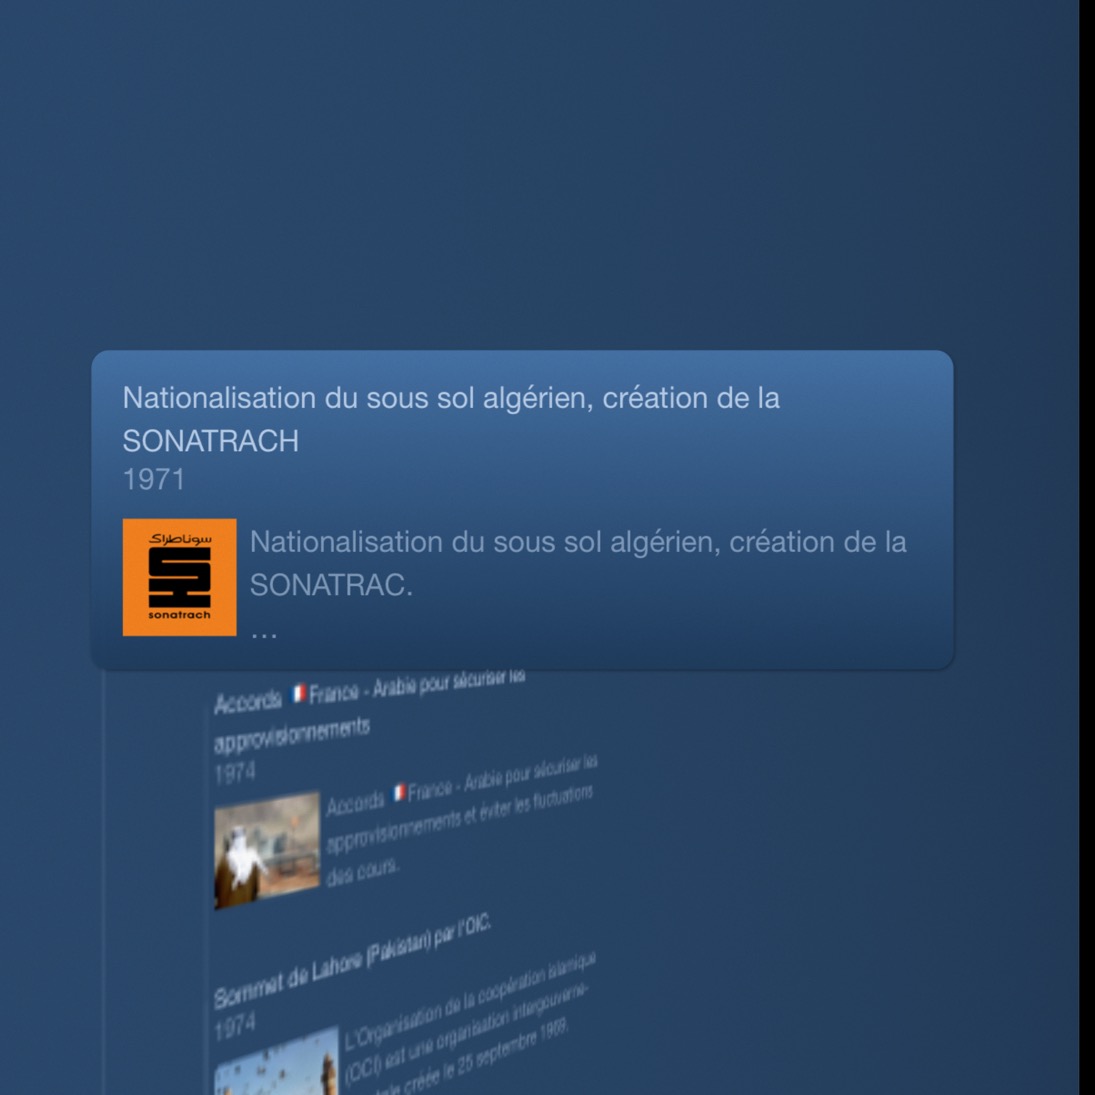 Nationalisation du sous sol algérien, création de la
SONATRACH
1971
سوناطراك
sonatrach
Nationalisation du sous sol algérien, création de la
SONATRAC.
...
Accords 🇫🇷France - Arabie pour sécuriser les
approvisionnements
1974
Accords 🇫🇷France - Arabie pour sécuriser les
approvisionnements et éviter les fluctuations
des cours.
Sommet de Lahore (Pakistan) par l'OIC.
1974
L'Organisation de la coopération islamique
(OCI) est une organisation intergouverne-
créée le 25 septembre 1969.